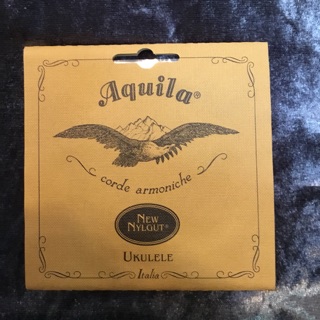 Aquila®
corde armoniche
NEW
NYLGUT®
UKULELE
Italia